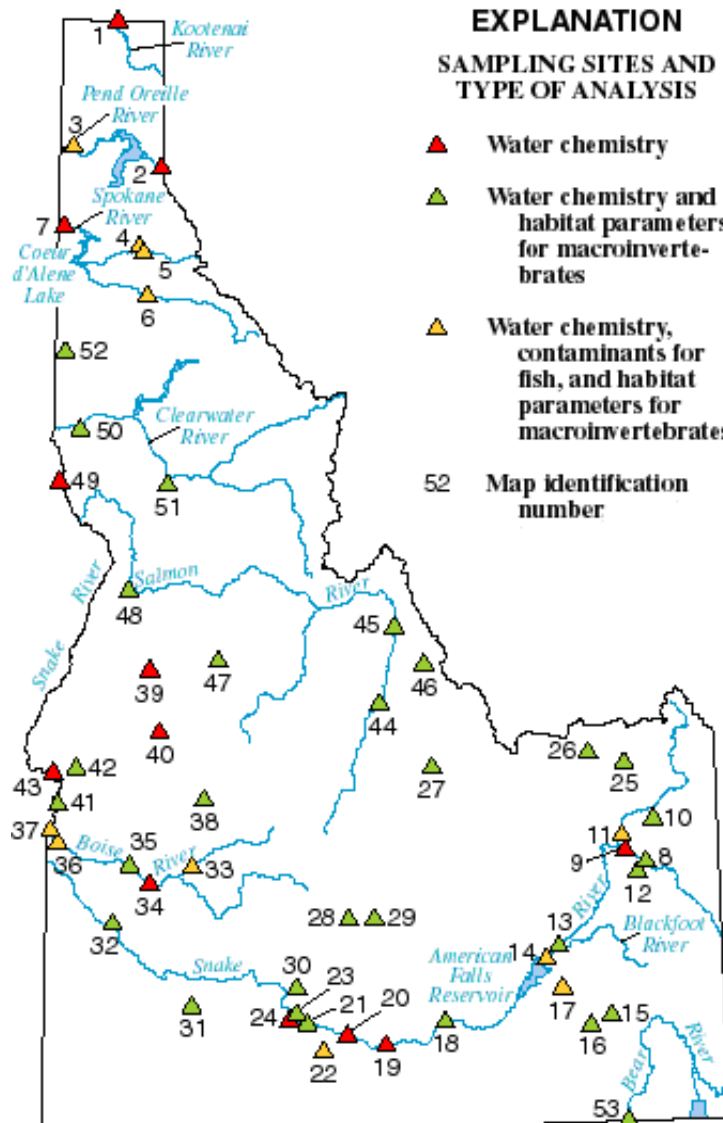 EXPLANATION
SAMPLING SITES AND
TYPE OF ANALYSIS
Water chemistry
Water chemistry and
habitat parameters
for macroinverte-
brates
Water chemistry,
contaminants for
fish, and habitat
parameters for
macroinvertebrates
52 Map identification
number
1
Kootenai
River
Pend Oreille
River
3
2
Spokane
River
7
4
5
Coeur
d'Alene
Lake
6
52
Clearwater
River
50
49
51
Salmon
River
River
Snake
48
45
47
46
39
44
40
26
25
27
43
42
41
38
10
37
11
36
Boise
River
35
33
9
8
12
34
River
28
29
13
Blackfoot
River
32
14
American
Falls
Reservoir
Snake
30
23
17
31
24
21
20
18
15
16
22
19
Bear
River
53